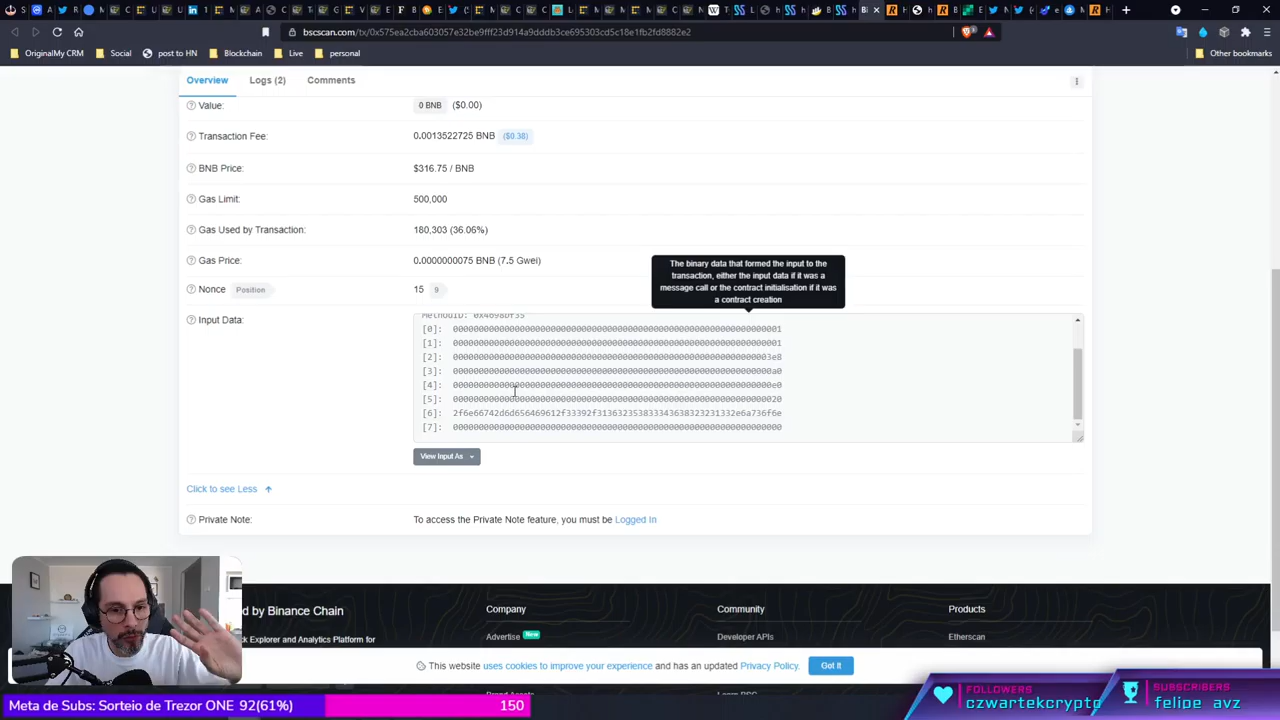 bscscan.com/tx/0x575ea2cba603057e32be9fff23d914a9dddb3ce695303cd5c18e1fb2fd8882e2
OriginalMy CRM
Social
post to HN
Blockchain
Live
personal
Other bookmarks
Overview
Logs (2)
Comments
Value:
0 BNB ($0.00)
Transaction Fee:
0.0013522725 BNB ($0.38)
BNB Price:
$316.75 / BNB
Gas Limit:
500,000
Gas Used by Transaction:
180,303 (36.06%)
Gas Price:
0.0000000075 BNB (7.5 Gwei)
The binary data that formed the input to the
transaction, either the input data if it was a
message call or the contract initialisation if it was
a contract creation
Nonce Position
15 9
Input Data:
[0]: 0000000000000000000000000000000000000000000000000000000000000001
[1]: 0000000000000000000000000000000000000000000000000000000000000001
[2]: 00000000000000000000000000000000000000000000000000000000000003e8
[3]: 00000000000000000000000000000000000000000000000000000000000000a0
[4]: 00000000000000000000000000000000000000000000000000000000000000e0
[5]: 0000000000000000000000000000000000000000000000000000000000000020
[6]: 2f6e66742d6d656469612f33392f313632353833343638323231332e6a736f6e
[7]: 0000000000000000000000000000000000000000000000000000000000000000
View Input As
Click to see Less
Private Note:
To access the Private Note feature, you must be Logged In
d by Binance Chain
k Explorer and Analytics Platform for
Company
Community
Products
Advertise New
Developer APIs
Etherscan
This website uses cookies to improve your experience and has an updated Privacy Policy.
Got It
Meta de Subs: Sorteio de Trezor ONE 92(61%)
150
FOLLOWERS
czwartekcrypto
SUBSCRIBERS
felipe_avz